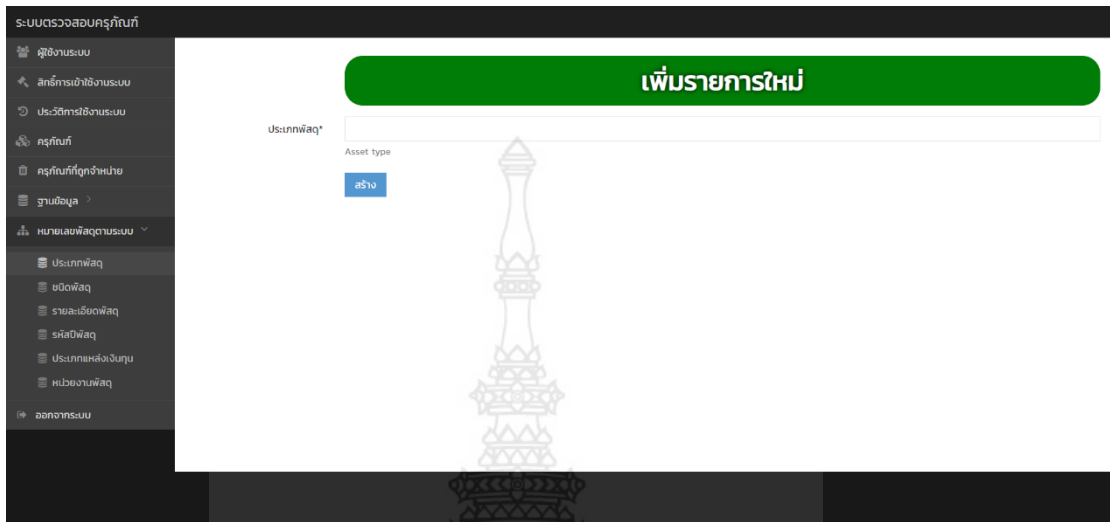 ระบบตรวจสอบครุภัณฑ์
ผู้ใช้งานระบบ
สิทธิ์การเข้าใช้งานระบบ
ประวัติการใช้งานระบบ
ครุภัณฑ์
ครุภัณฑ์ที่ถูกจำหน่าย
ฐานข้อมูล
หมายเลขพัสดุตามระบบ
ประเภทพัสดุ
ชนิดพัสดุ
รายละเอียดพัสดุ
รหัสปีพัสดุ
ประเภทแหล่งเงินทุน
หน่วยงานพัสดุ
ออกจากระบบ
เพิ่มรายการใหม่
ประเภทพัสดุ*
Asset type
สร้าง